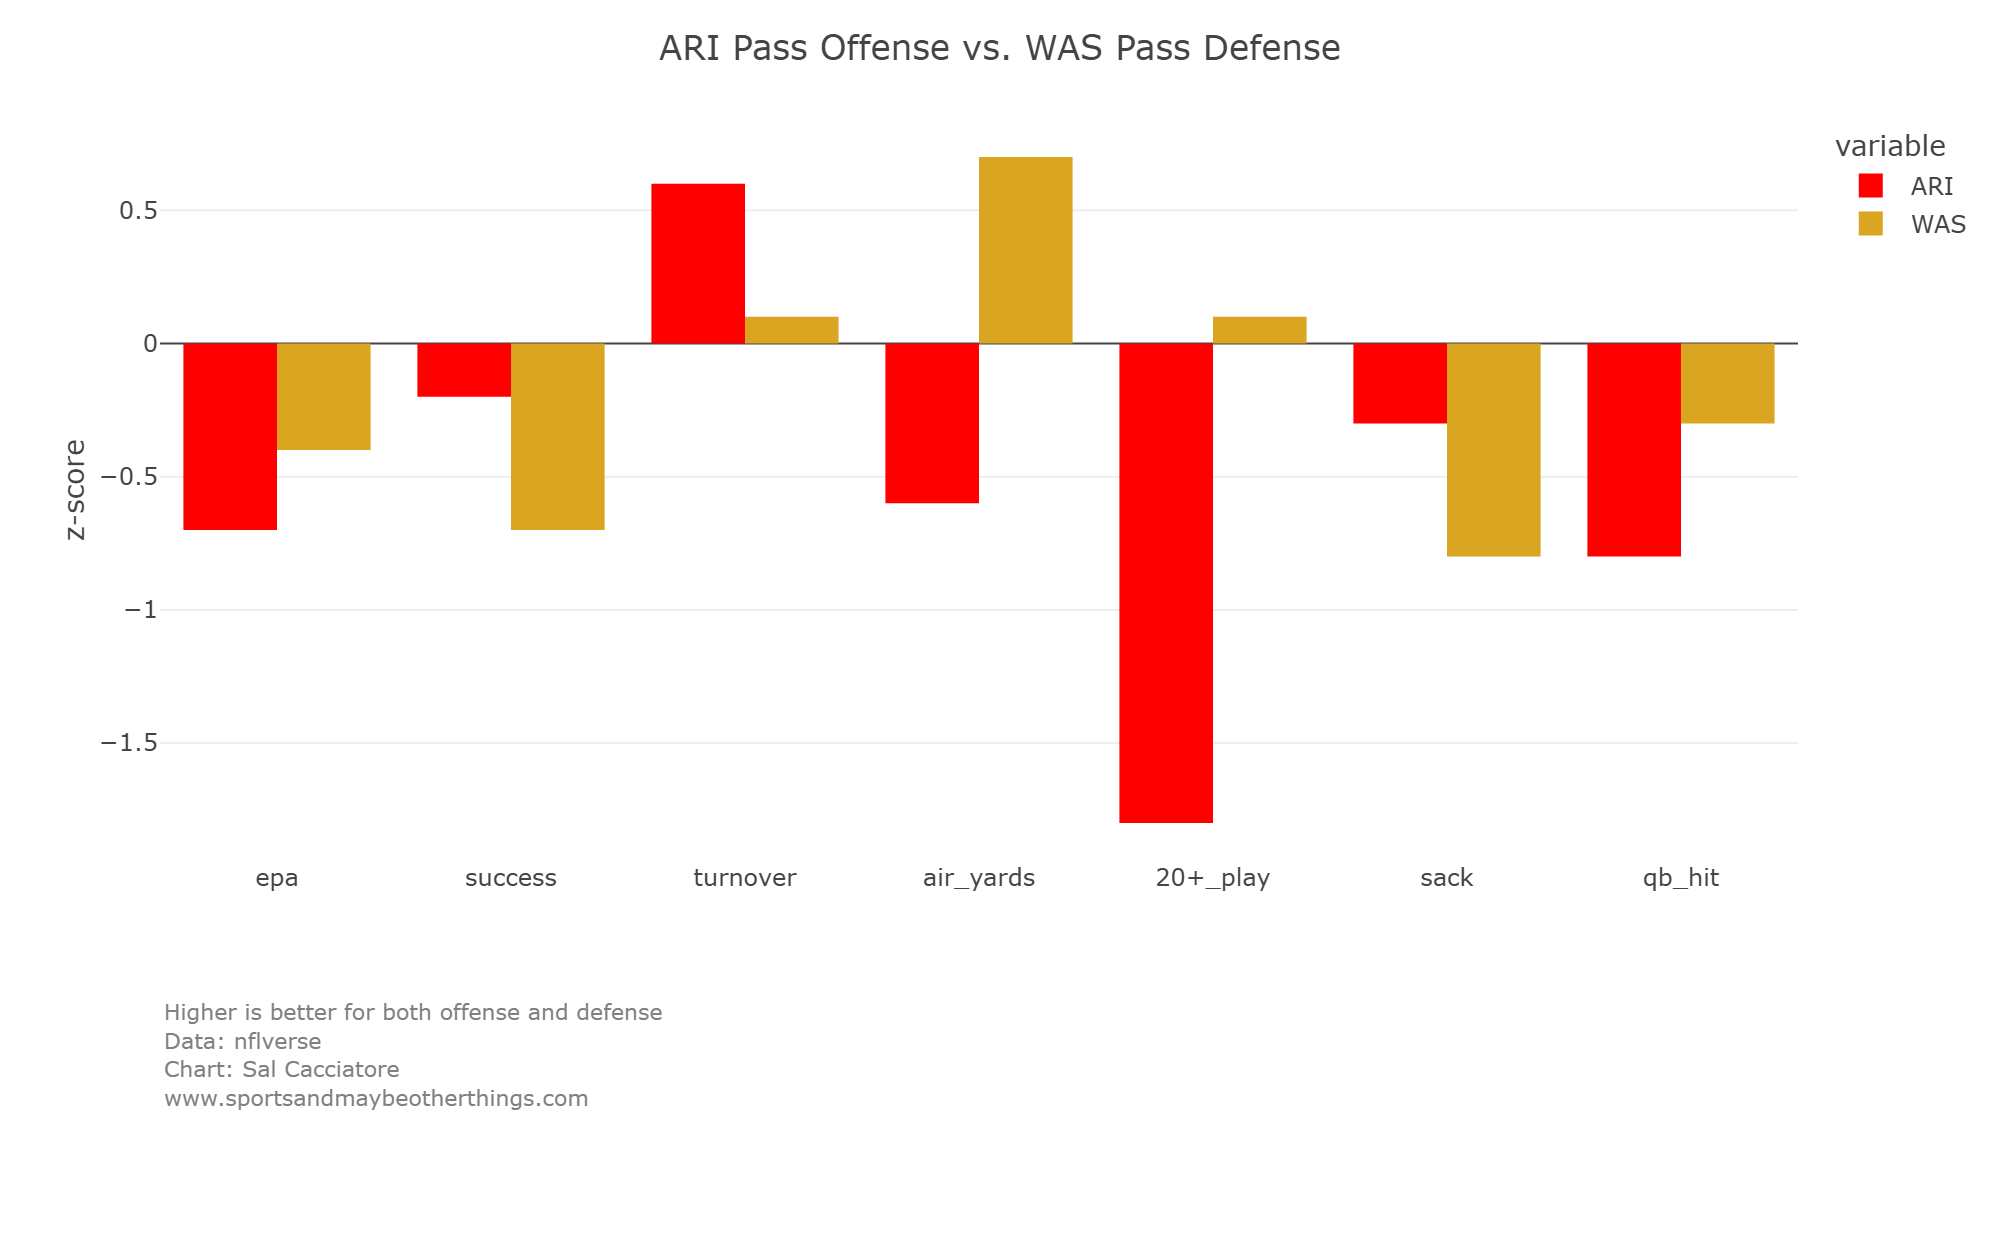 ARI Pass Offense vs. WAS Pass Defense
variable
ARI
WAS
0.5
0
−0.5
−1
−1.5
z-score
epa success turnover air_yards 20+_play sack qb_hit
Higher is better for both offense and defense
Data: nflverse
Chart: Sal Cacciatore
www.sportsandmaybeotherthings.com